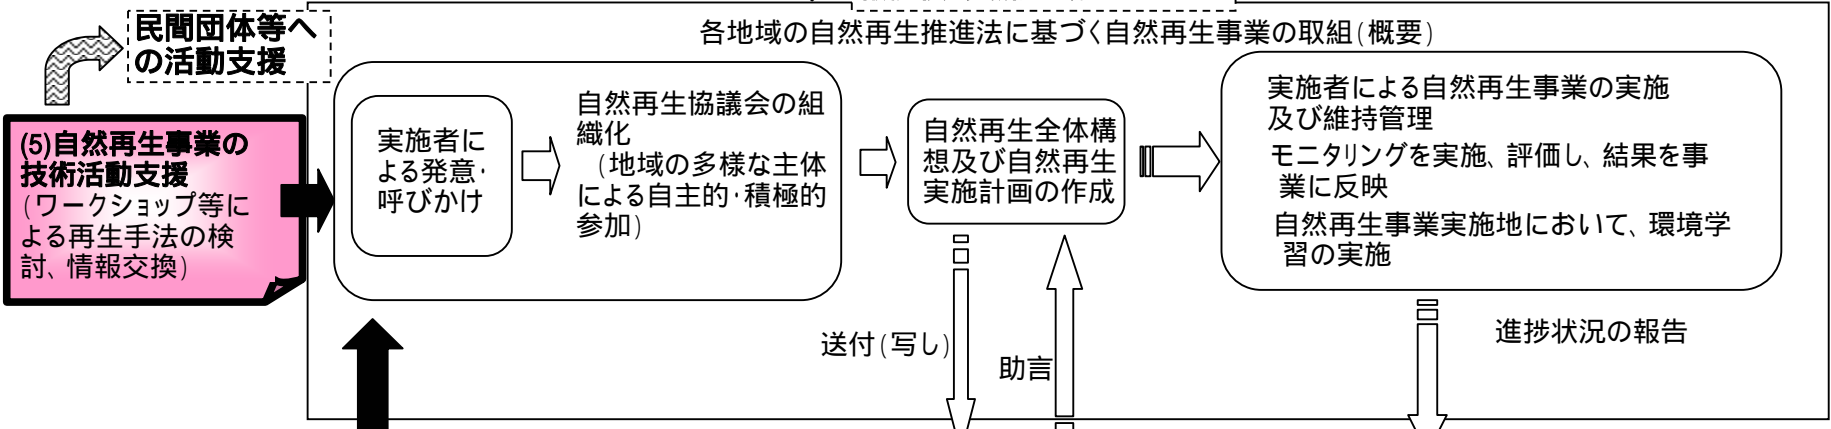 各地域の自然再生推進法に基づく自然再生事業の取組(概要)
民間団体等へ
の活動支援
(5)自然再生事業の
技術活動支援
(ワークショップ等に
よる再生手法の検
討、情報交換)
実施者に
よる発意・
呼びかけ
自然再生協議会の組
織化
(地域の多様な主体
による自主的・積極的
参加)
自然再生全体構
想及び自然再生
実施計画の作成
実施者による自然再生事業の実施
及び維持管理
モニタリングを実施、評価し、結果を事
業に反映
自然再生事業実施地において、環境学
習の実施
送付(写し)
助言
進捗状況の報告